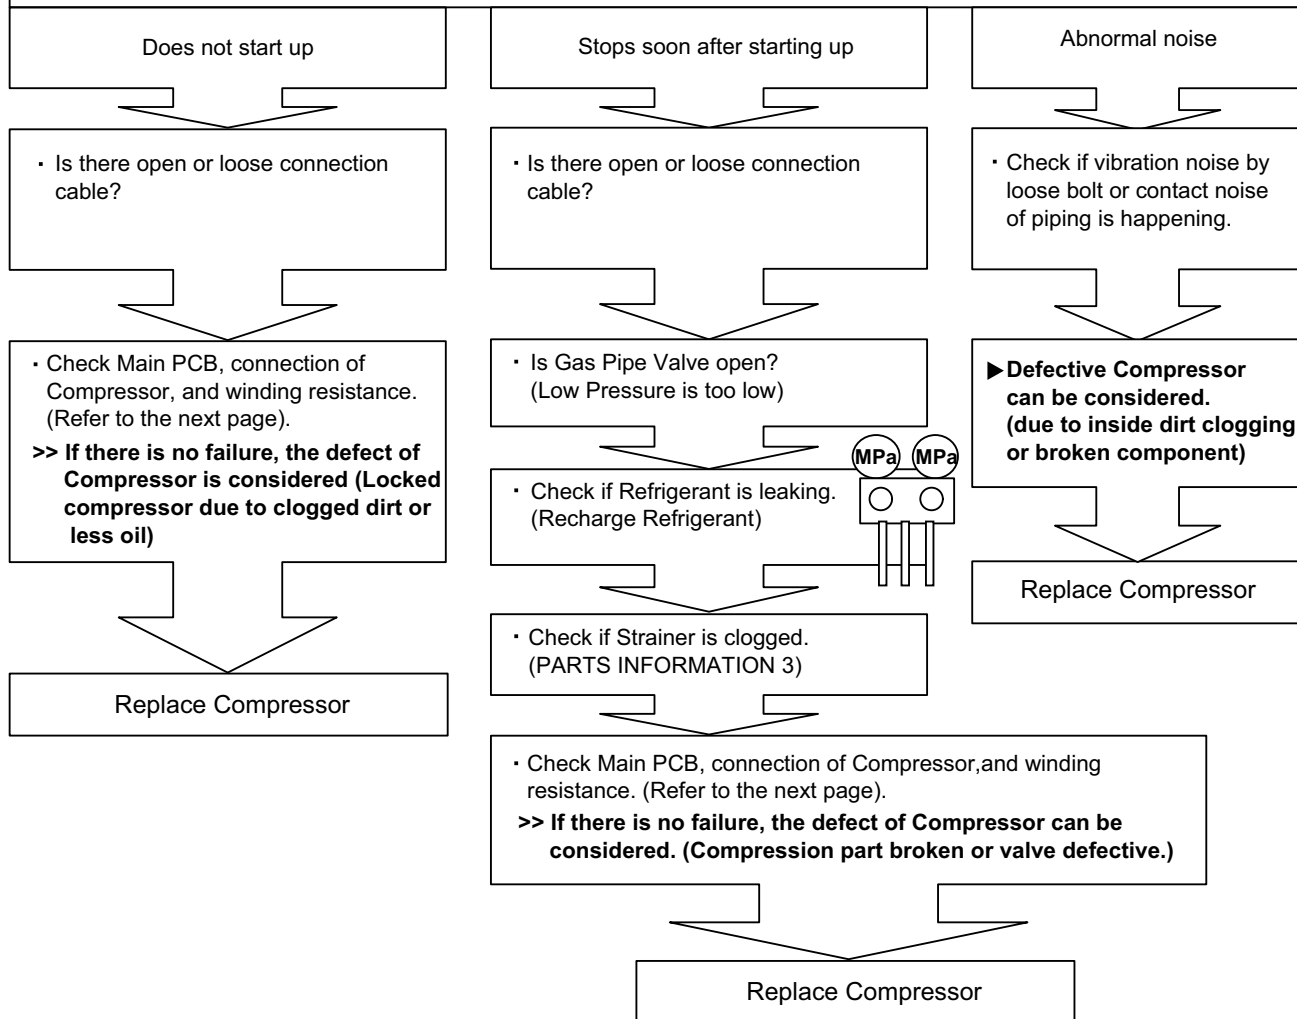 Does not start up
· Is there open or loose connection
cable?
· Check Main PCB, connection of
Compressor, and winding resistance.
(Refer to the next page).
>> If there is no failure, the defect of
Compressor is considered (Locked
compressor due to clogged dirt or
less oil)
Replace Compressor
Stops soon after starting up
· Is there open or loose connection
cable?
· Is Gas Pipe Valve open?
(Low Pressure is too low)
· Check if Refrigerant is leaking.
(Recharge Refrigerant)
MPa MPa
· Check if Strainer is clogged.
(PARTS INFORMATION 3)
· Check Main PCB, connection of Compressor,and winding
resistance. (Refer to the next page).
>> If there is no failure, the defect of Compressor can be
considered. (Compression part broken or valve defective.)
Replace Compressor
Abnormal noise
· Check if vibration noise by
loose bolt or contact noise
of piping is happening.
▶Defective Compressor
can be considered.
(due to inside dirt clogging
or broken component)
Replace Compressor